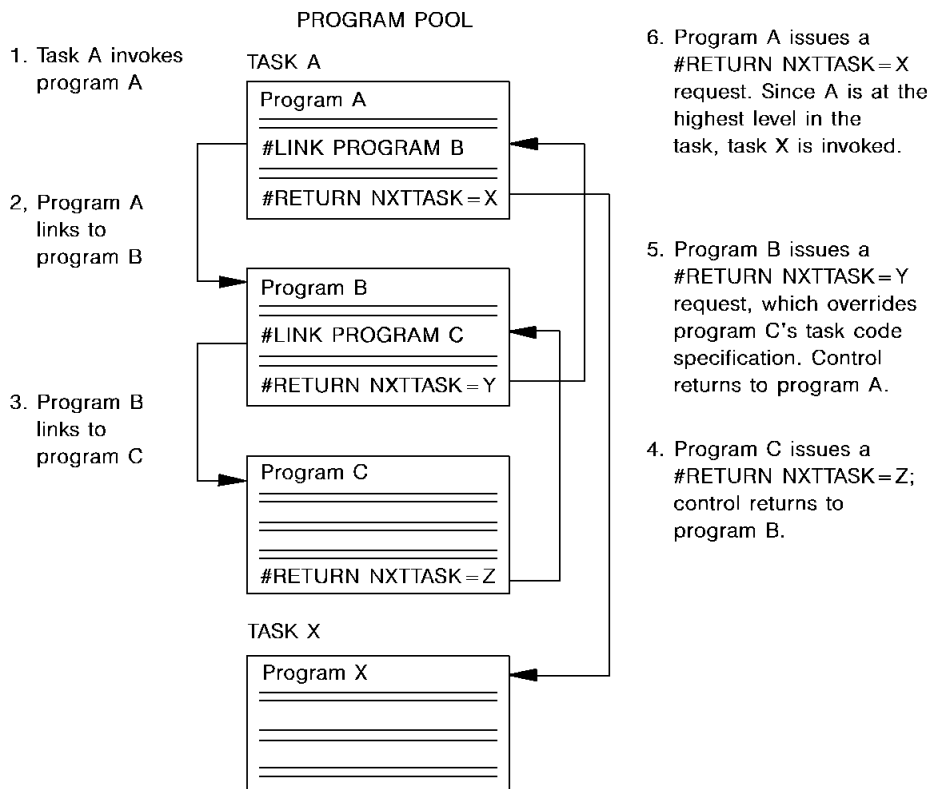 PROGRAM POOL
1. Task A invokes
program A
2, Program A
links to
program B
3. Program B
links to
program C
TASK A
Program A
#LINK PROGRAM B
#RETURN NXTTASK=X
Program B
#LINK PROGRAM C
#RETURN NXTTASK=Y
Program C
#RETURN NXTTASK=Z
TASK X
Program X
6. Program A issues a
#RETURN NXTTASK=X
request. Since A is at the
highest level in the
task, task X is invoked.
5. Program B issues a
#RETURN NXTTASK=Y
request, which overrides
program C's task code
specification. Control
returns to program A.
4. Program C issues a
#RETURN NXTTASK=Z;
control returns to
program B.